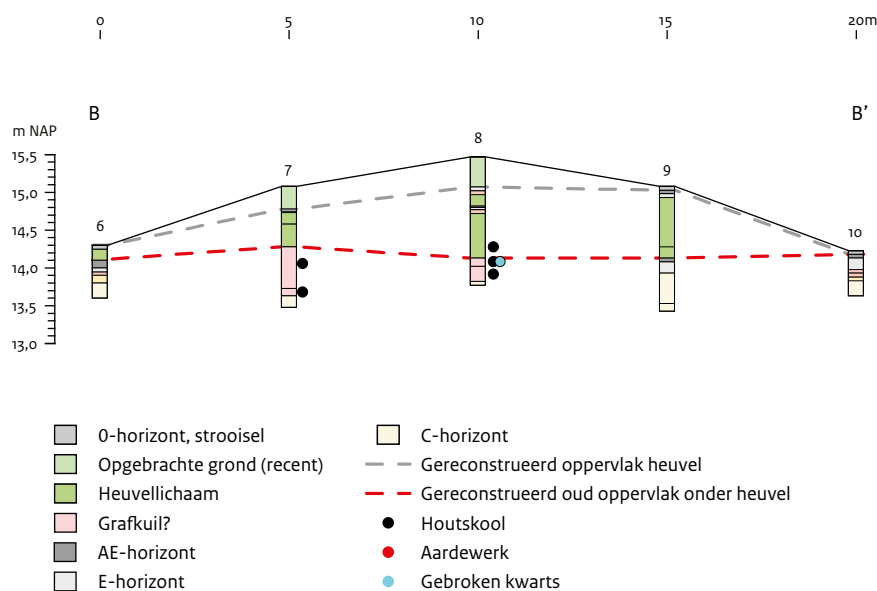 0 5 10 15 20m
B B’
m NAP
8
15,5
7 9
15,0
14,5
6 10
14,0
13,5
13,0
0-horizont, strooisel
Opgebrachte grond (recent)
Heuvellichaam
Grafkuil?
AE-horizont
E-horizont
C-horizont
Gereconstrueerd oppervlak heuvel
Gereconstrueerd oud oppervlak onder heuvel
Houtskool
Aardewerk
Gebroken kwarts